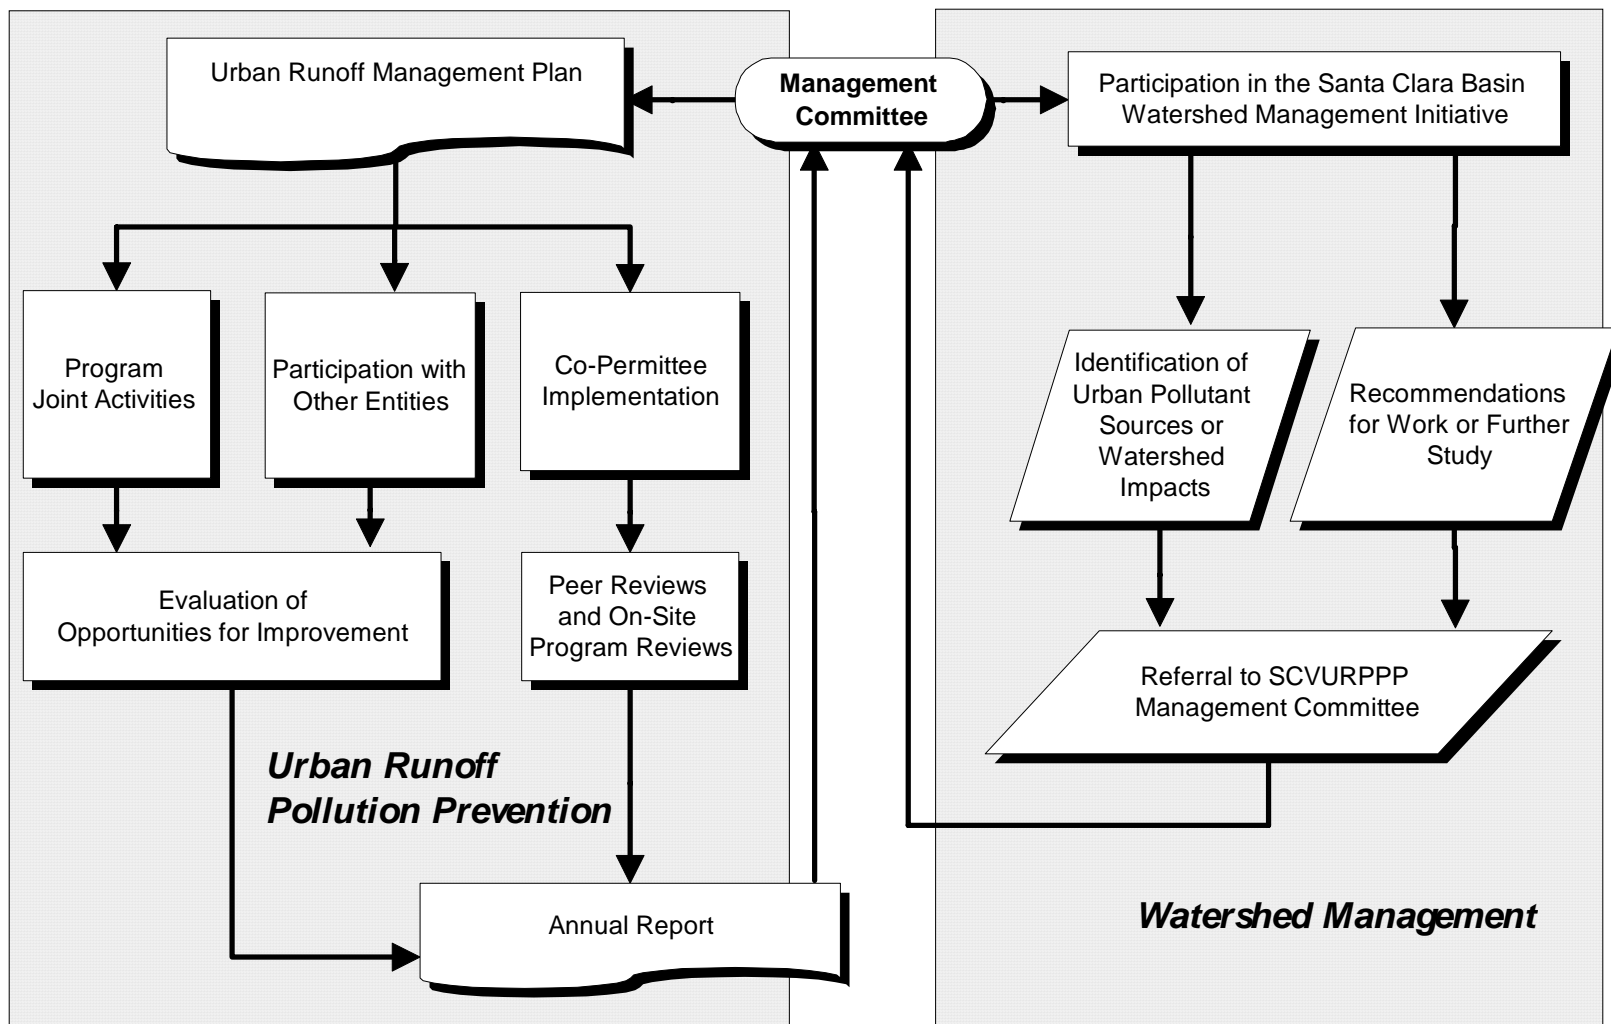 Urban Runoff Management Plan
Management
Committee
Participation in the Santa Clara Basin
Watershed Management Initiative
Program
Joint Activities
Participation with
Other Entities
Co-Permittee
Implementation
Identification of
Urban Pollutant
Sources or
Watershed
Impacts
Recommendations
for Work or Further
Study
Evaluation of
Opportunities for Improvement
Peer Reviews
and On-Site
Program Reviews
Referral to SCVURPPP
Management Committee
Urban Runoff
Pollution Prevention
Annual Report
Watershed Management